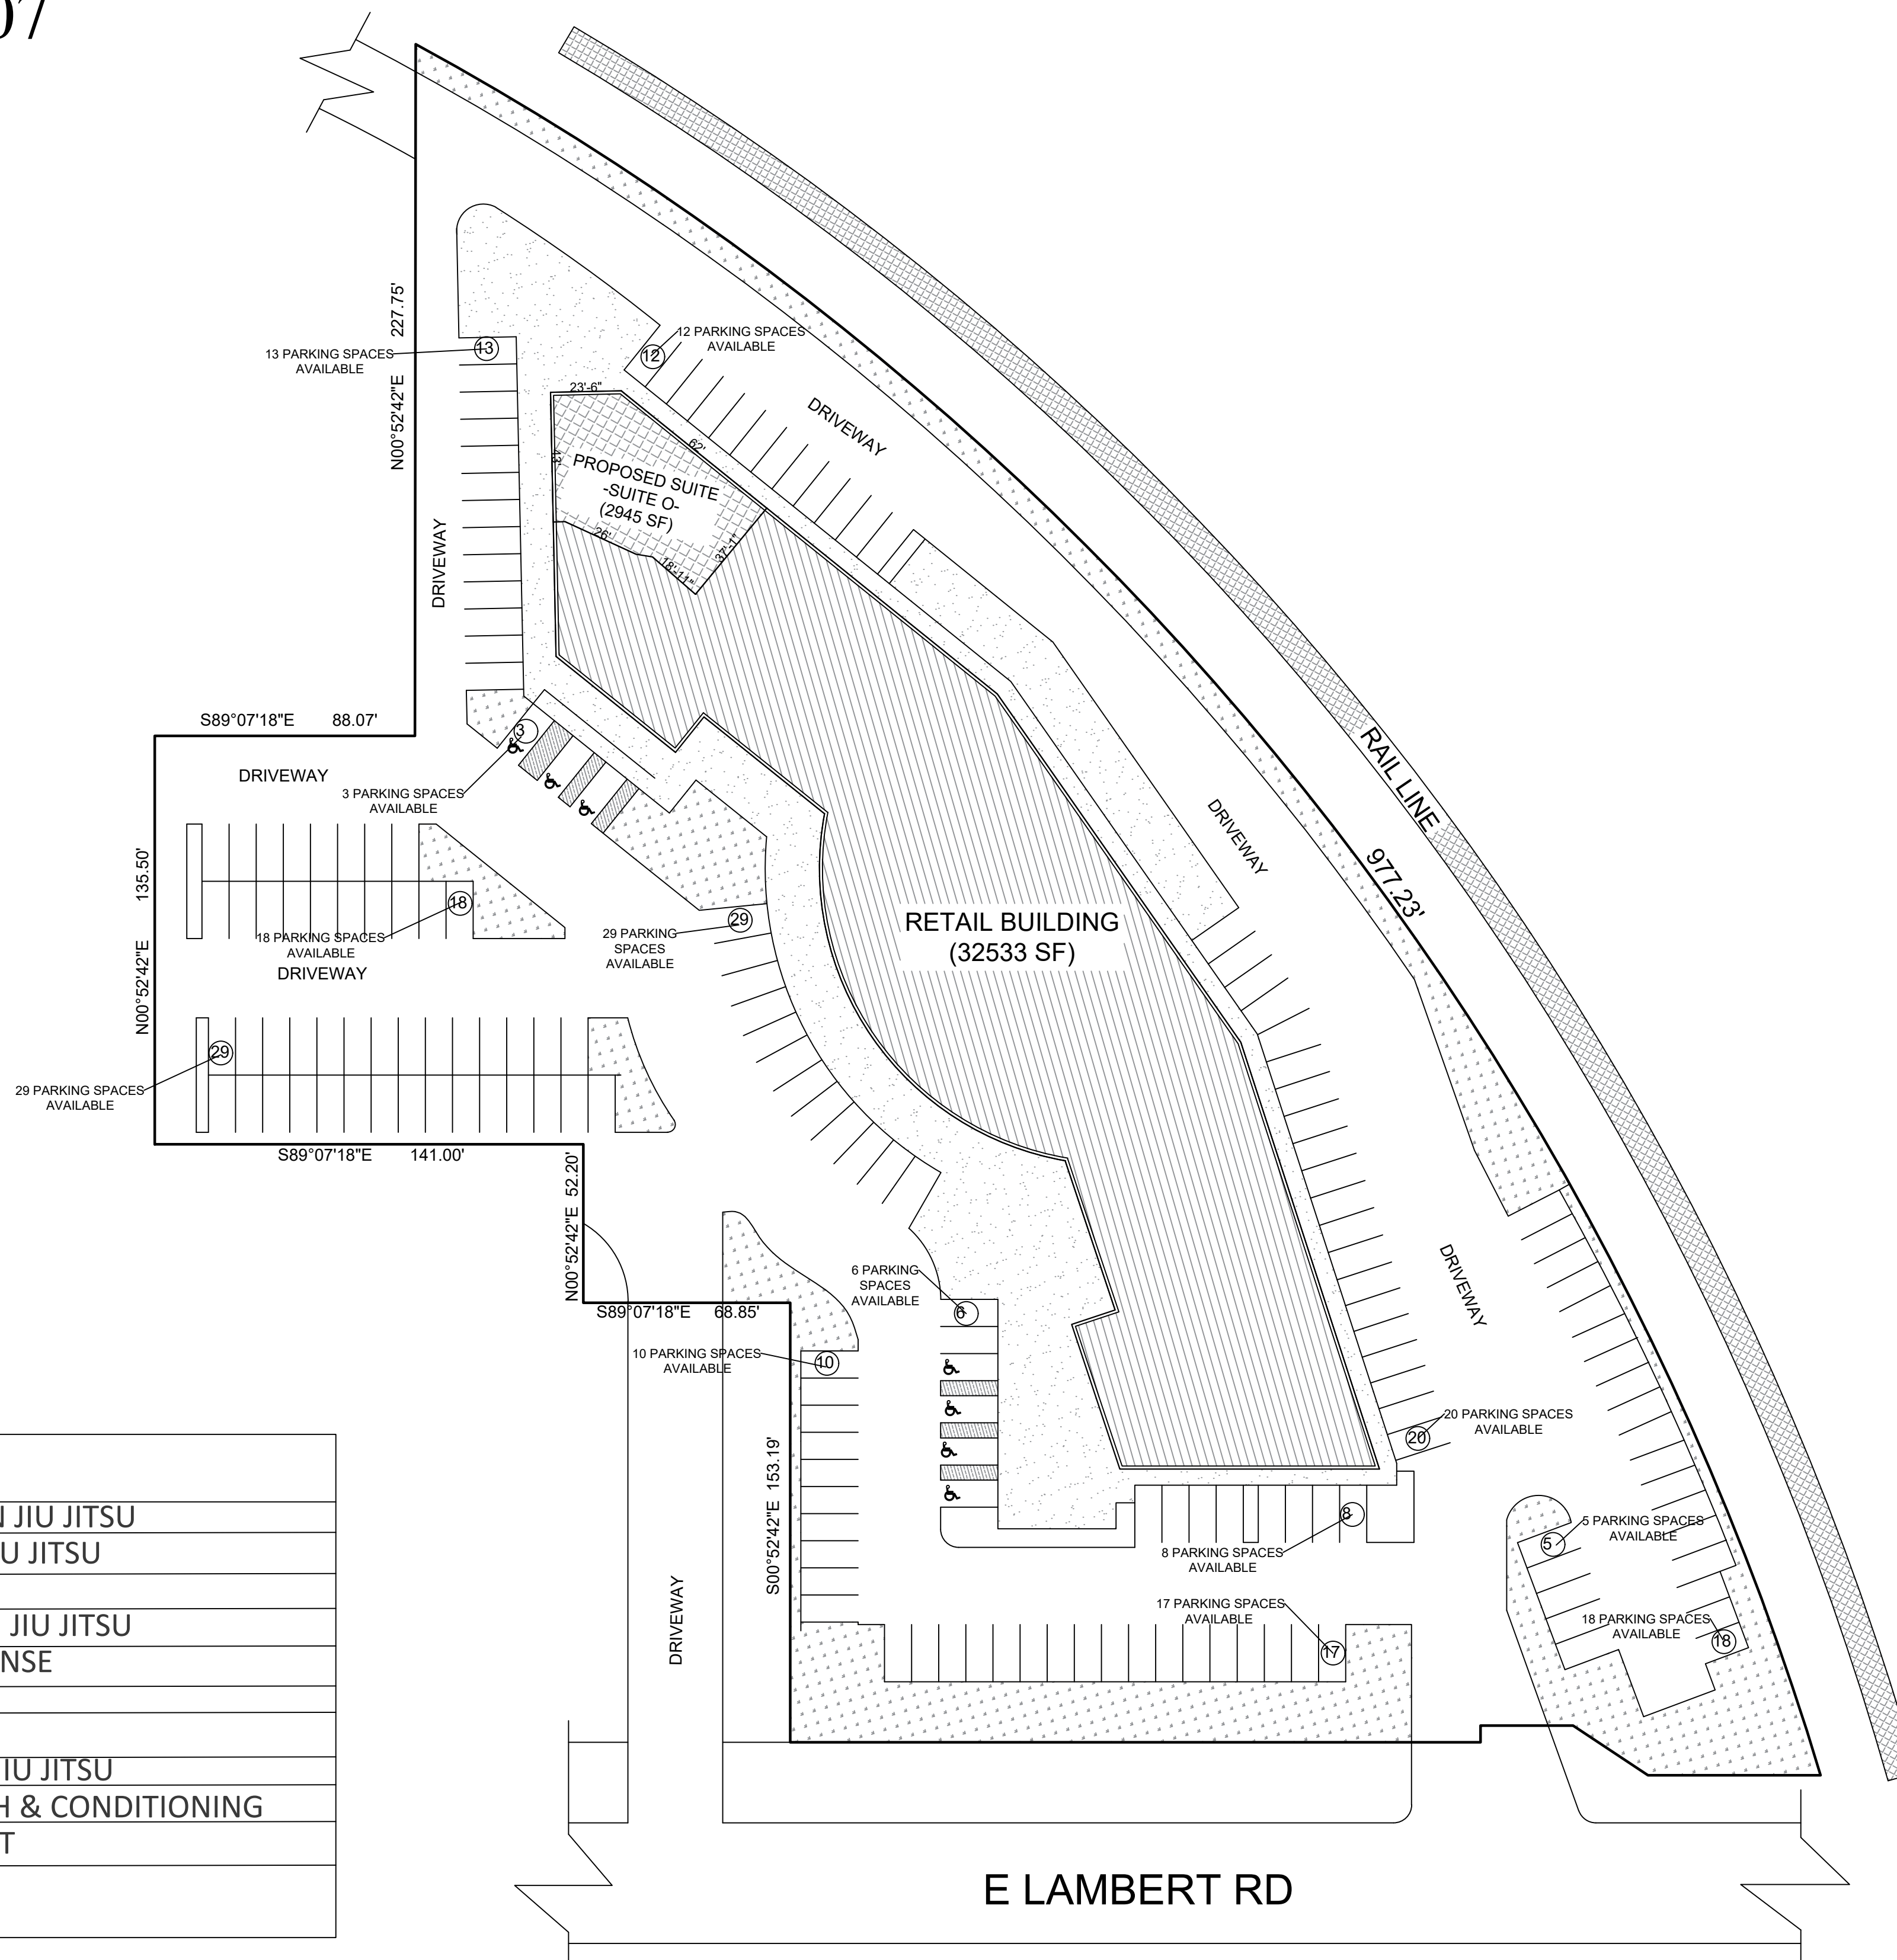 07
N00°52'42"E 227.75'
13 PARKING SPACES
AVAILABLE
13
12 PARKING SPACES
AVAILABLE
12
DRIVEWAY
23'-6"
62'
43'
PROPOSED SUITE
-SUITE O-
(2945 SF)
26'
18'-11"
37'-1"
DRIVEWAY
S89°07'18"E 88.07'
DRIVEWAY
3
3 PARKING SPACES
AVAILABLE
RAIL LINE
DRIVEWAY
977.23'
N00°52'42"E 135.50'
18
18 PARKING SPACES
AVAILABLE
DRIVEWAY
29
29 PARKING
SPACES
AVAILABLE
RETAIL BUILDING
(32533 SF)
29
29 PARKING SPACES
AVAILABLE
S89°07'18"E 141.00'
N00°52'42"E 52.20'
DRIVEWAY
6 PARKING
SPACES
AVAILABLE
6
S89°07'18"E 68.85'
10 PARKING SPACES
AVAILABLE
10
20 PARKING SPACES
AVAILABLE
20
S00°52'42"E 153.19'
8
8 PARKING SPACES
AVAILABLE
5 PARKING SPACES
AVAILABLE
5
DRIVEWAY
17 PARKING SPACES
AVAILABLE
17
18 PARKING SPACES
AVAILABLE
18
N JIU JITSU
U JITSU
JIU JITSU
NSE
IU JITSU
H & CONDITIONING
T
E LAMBERT RD